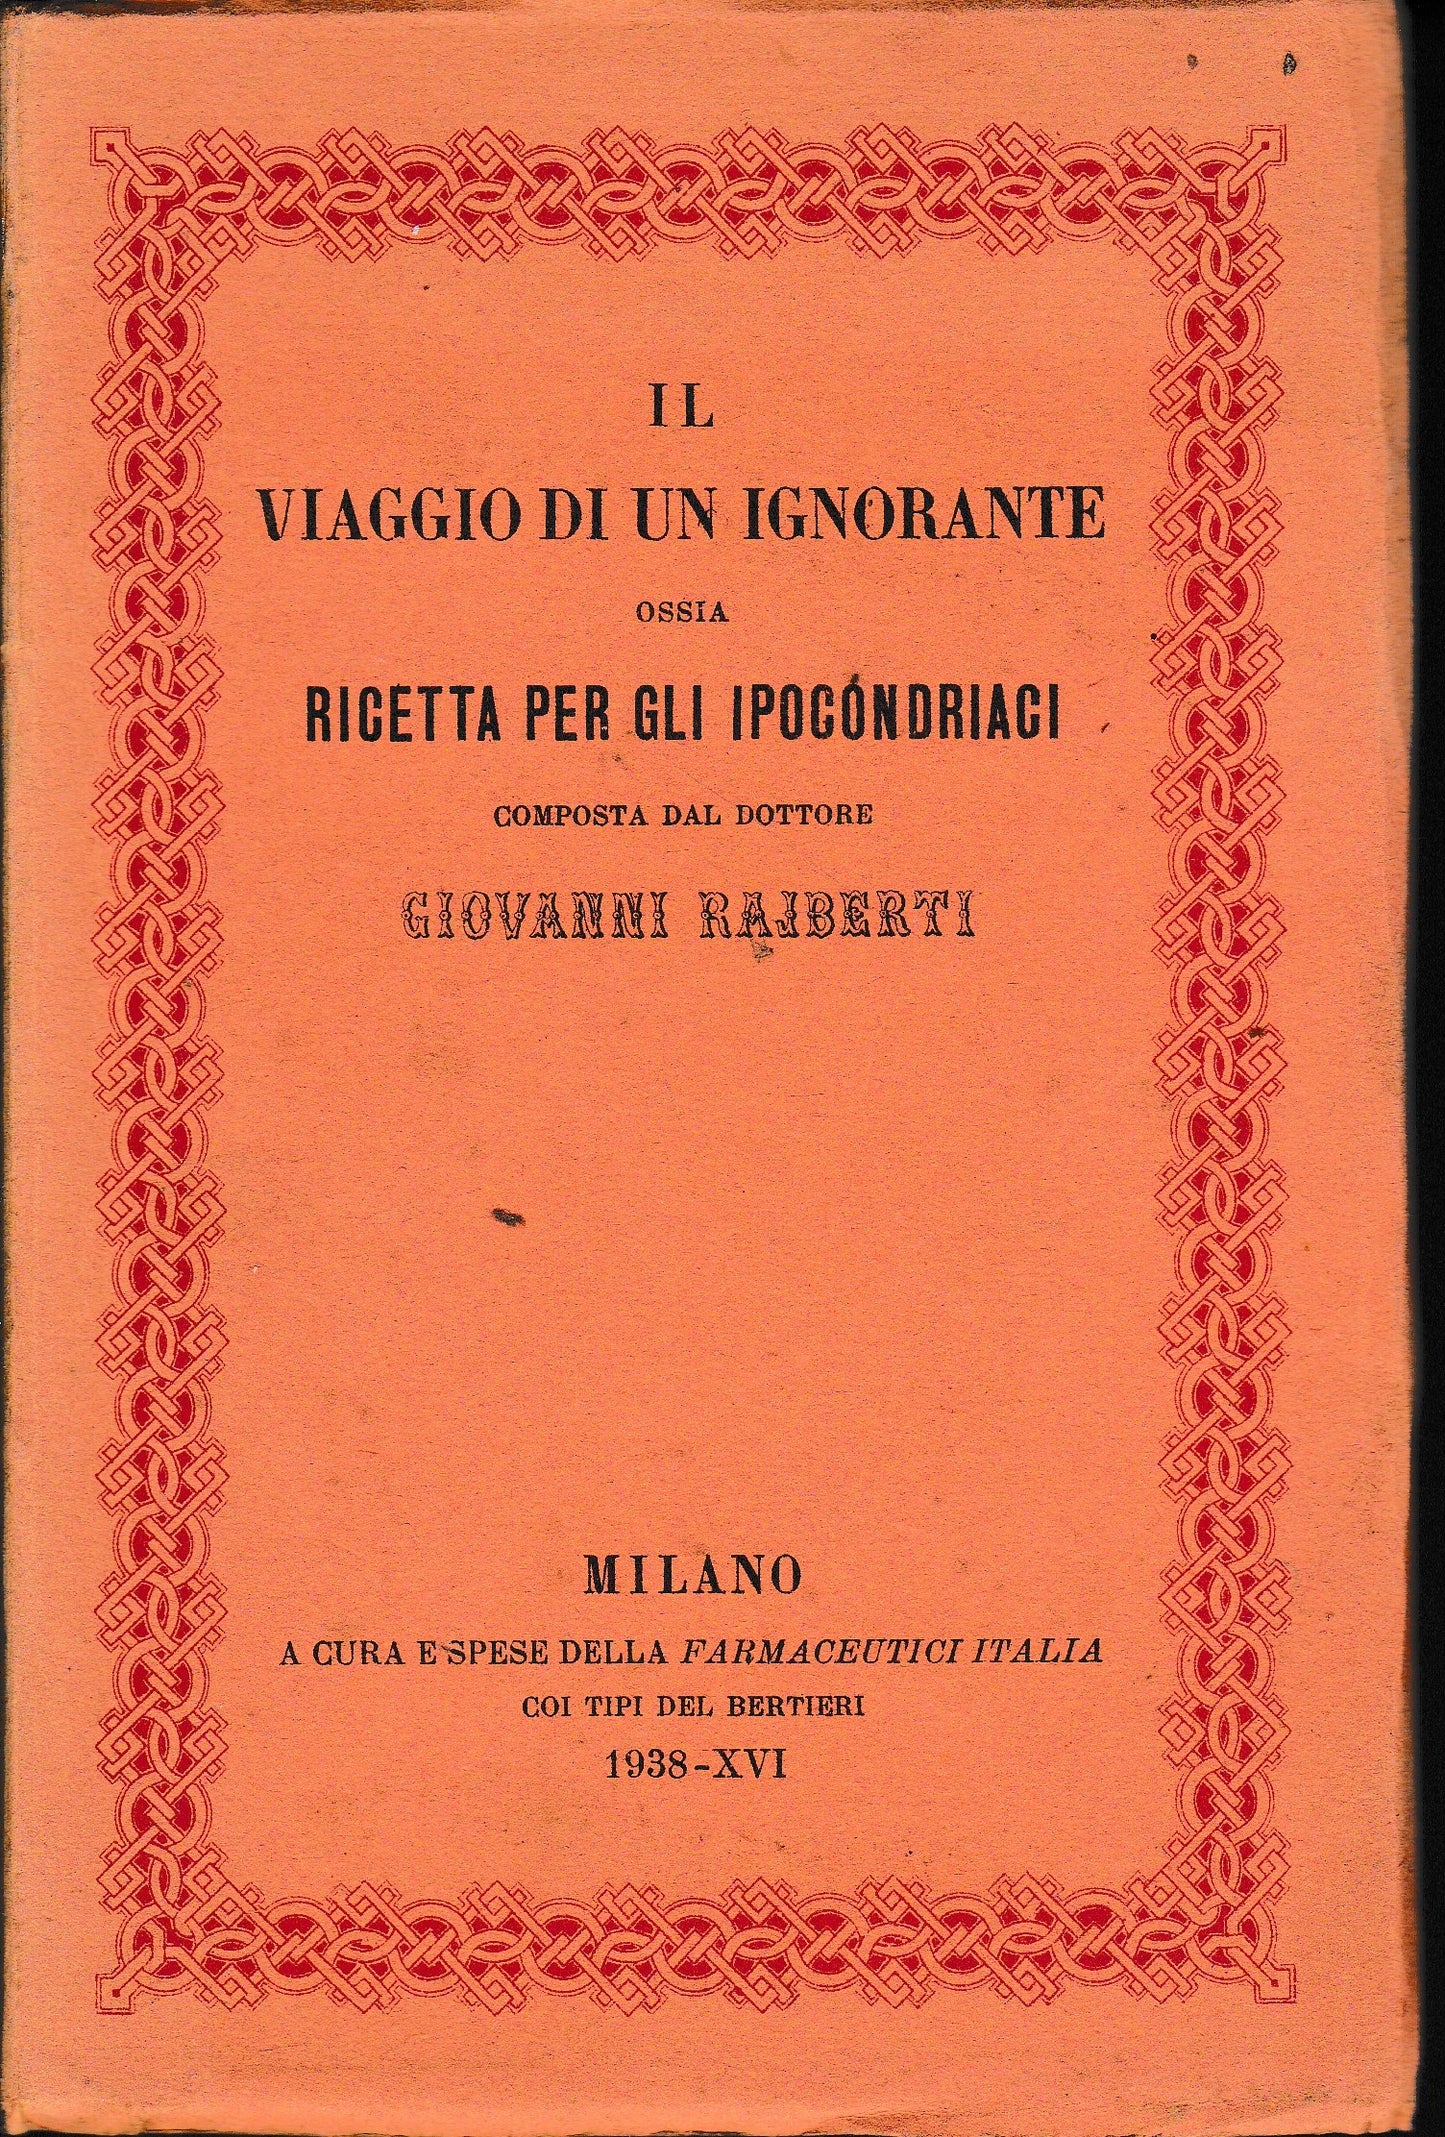 IL
VIAGGIO DI UN IGNORANTE
OSSIA
RICETTA PER GLI IPOCONDRIACI
COMPOSTA DAL DOTTORE
GIOVANNI RAJBERTI
MILANO
A CURA E SPESE DELLA FARMACEUTICI ITALIA
COI TIPI DEL BERTIERI
1938-XVI